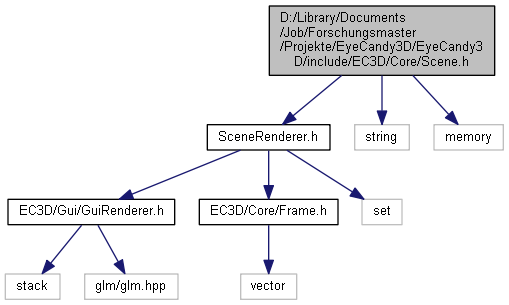 D:/Library/Documents
/Job/Forschungsmaster
/Projekte/EyeCandy3D/EyeCandy3
D/include/EC3D/Core/Scene.h
SceneRenderer.h
string
memory
EC3D/Gui/GuiRenderer.h
EC3D/Core/Frame.h
set
stack
glm/glm.hpp
vector